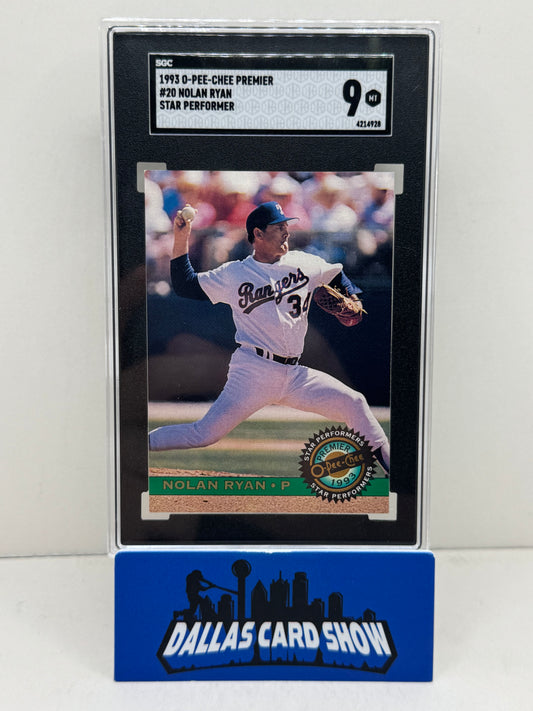 SGC
1993 O-PEE-CHEE PREMIER
#20 NOLAN RYAN
STAR PERFORMER
9 MT
4214928
Rangers
34
STAR PERFORMERS
PREMIER
O-Pee-Chee
1993
STAR PERFORMERS
NOLAN RYAN • P
DALLAS CARD SHOW